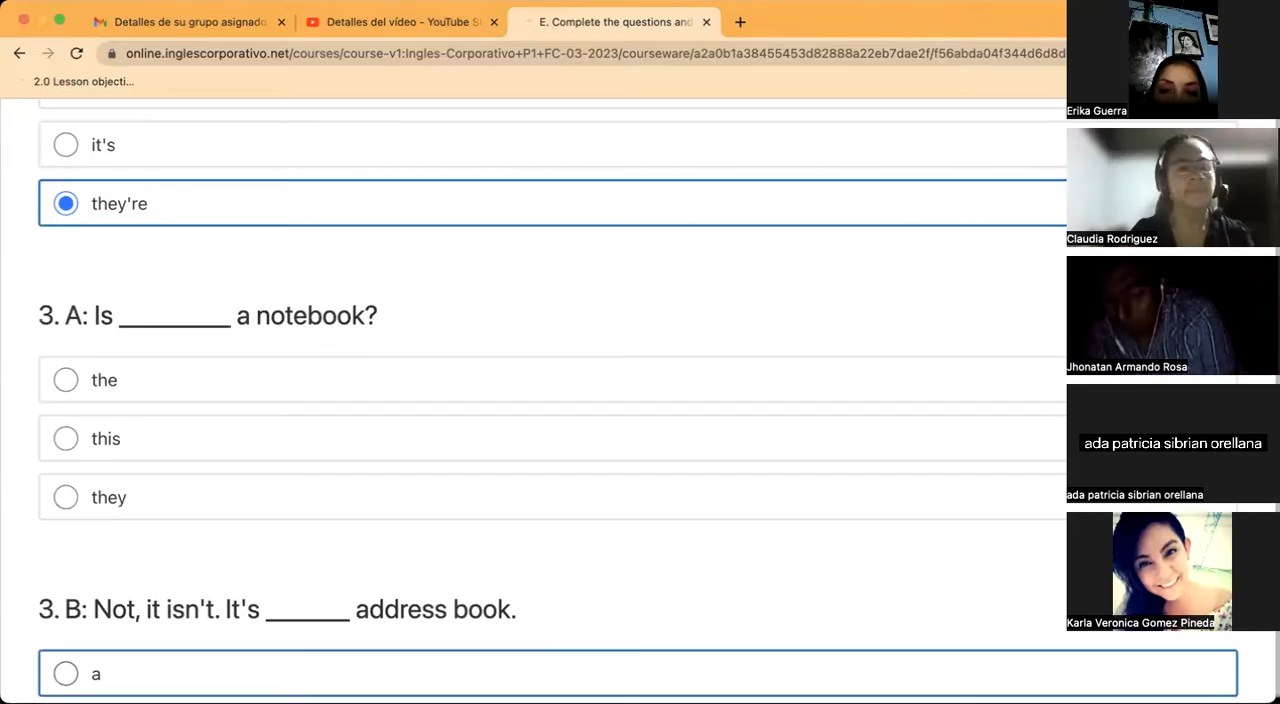 Detalles de su grupo asignado
Detalles del vídeo - YouTube S
E. Complete the questions and
online.inglescorporativo.net/courses/course-v1:Ingles-Corporativo+P1+FC-03-2023/courseware/a2a0b1a38455453d82888a22eb7dae2f/f56abda04f344d6d8d
2.0 Lesson objecti...
it's
they're
3. A: Is __________ a notebook?
the
this
they
3. B: Not, it isn't. It's _______ address book.
a
Erika Guerra
Claudia Rodriguez
Jhonatan Armando Rosa
ada patricia sibrian orellana
ada patricia sibrian orellana
Karla Veronica Gomez Pineda